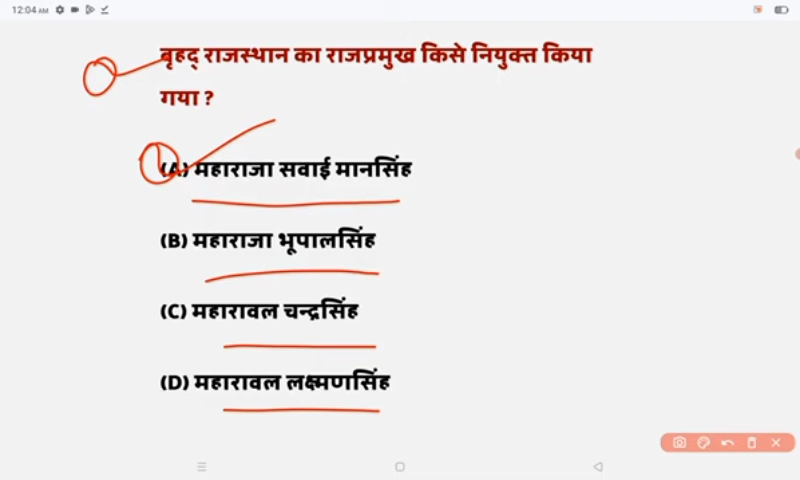 12:04 AM
बृहद् राजस्थान का राजप्रमुख किसे नियुक्त किया
गया ?
(A) महाराजा सवाई मानसिंह
(B) महाराजा भूपालसिंह
(C) महारावल चन्द्रसिंह
(D) महारावल लक्ष्मणसिंह